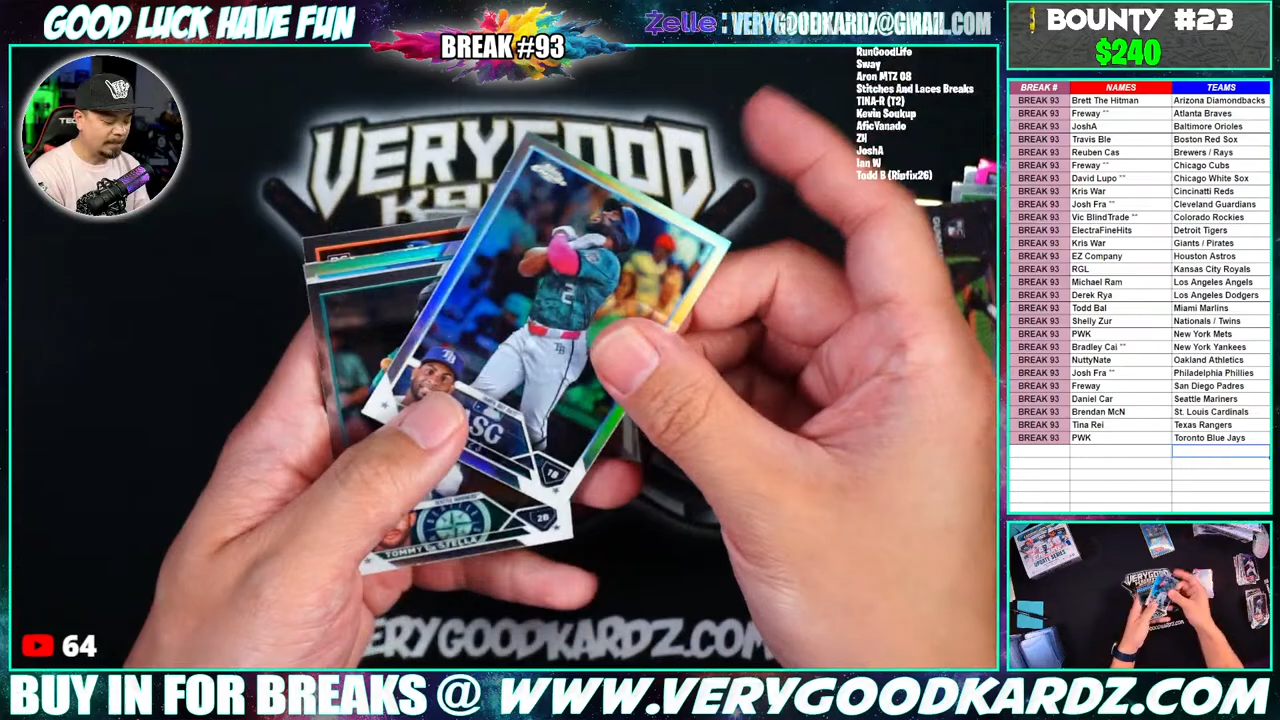 GOOD LUCK HAVE FUN
BREAK #93
Zelle : VERYGOODKARDZ@GMAIL.COM
BOUNTY #23
$240
RunGoodLife
Sway
Aron MTZ 08
Stitches And Laces Breaks
TINA-R (T2)
Kevin Soukup
AficYanado
ZH
JoshA
Ian W
Todd B (Ripfix26)
BREAK # NAMES TEAMS
BREAK 93 Brett The Hitman Arizona Diamondbacks
BREAK 93 Freway ** Atlanta Braves
BREAK 93 JoshA Baltimore Orioles
BREAK 93 Travis Ble Boston Red Sox
BREAK 93 Reuben Cas Brewers / Rays
BREAK 93 Freway ** Chicago Cubs
BREAK 93 David Lupo ** Chicago White Sox
BREAK 93 Kris War Cincinati Reds
BREAK 93 Josh Fra ** Cleveland Guardians
BREAK 93 Vic BlindTrade ** Colorado Rockies
BREAK 93 ElectraFineHits Detroit Tigers
BREAK 93 Kris War Giants / Pirates
BREAK 93 EZ Company Houston Astros
BREAK 93 RGL Kansas City Royals
BREAK 93 Michael Ram Los Angeles Angels
BREAK 93 Derek Rya Los Angeles Dodgers
BREAK 93 Todd Bal Miami Marlins
BREAK 93 Shelly Zur Nationals / Twins
BREAK 93 PWK New York Mets
BREAK 93 Bradley Cai ** New York Yankees
BREAK 93 NuttyNate Oakland Athletics
BREAK 93 Josh Fra ** Philadelphia Phillies
BREAK 93 Freway San Diego Padres
BREAK 93 Daniel Car Seattle Mariners
BREAK 93 Brendan McN St. Louis Cardinals
BREAK 93 Tina Rei Texas Rangers
BREAK 93 PWK Toronto Blue Jays
VERYGOOD
TB
1B
2B
TOMMY
STELLA
VERYGOODKARDZ.COM
64
BUY IN FOR BREAKS @ WWW.VERYGOODKARDZ.COM